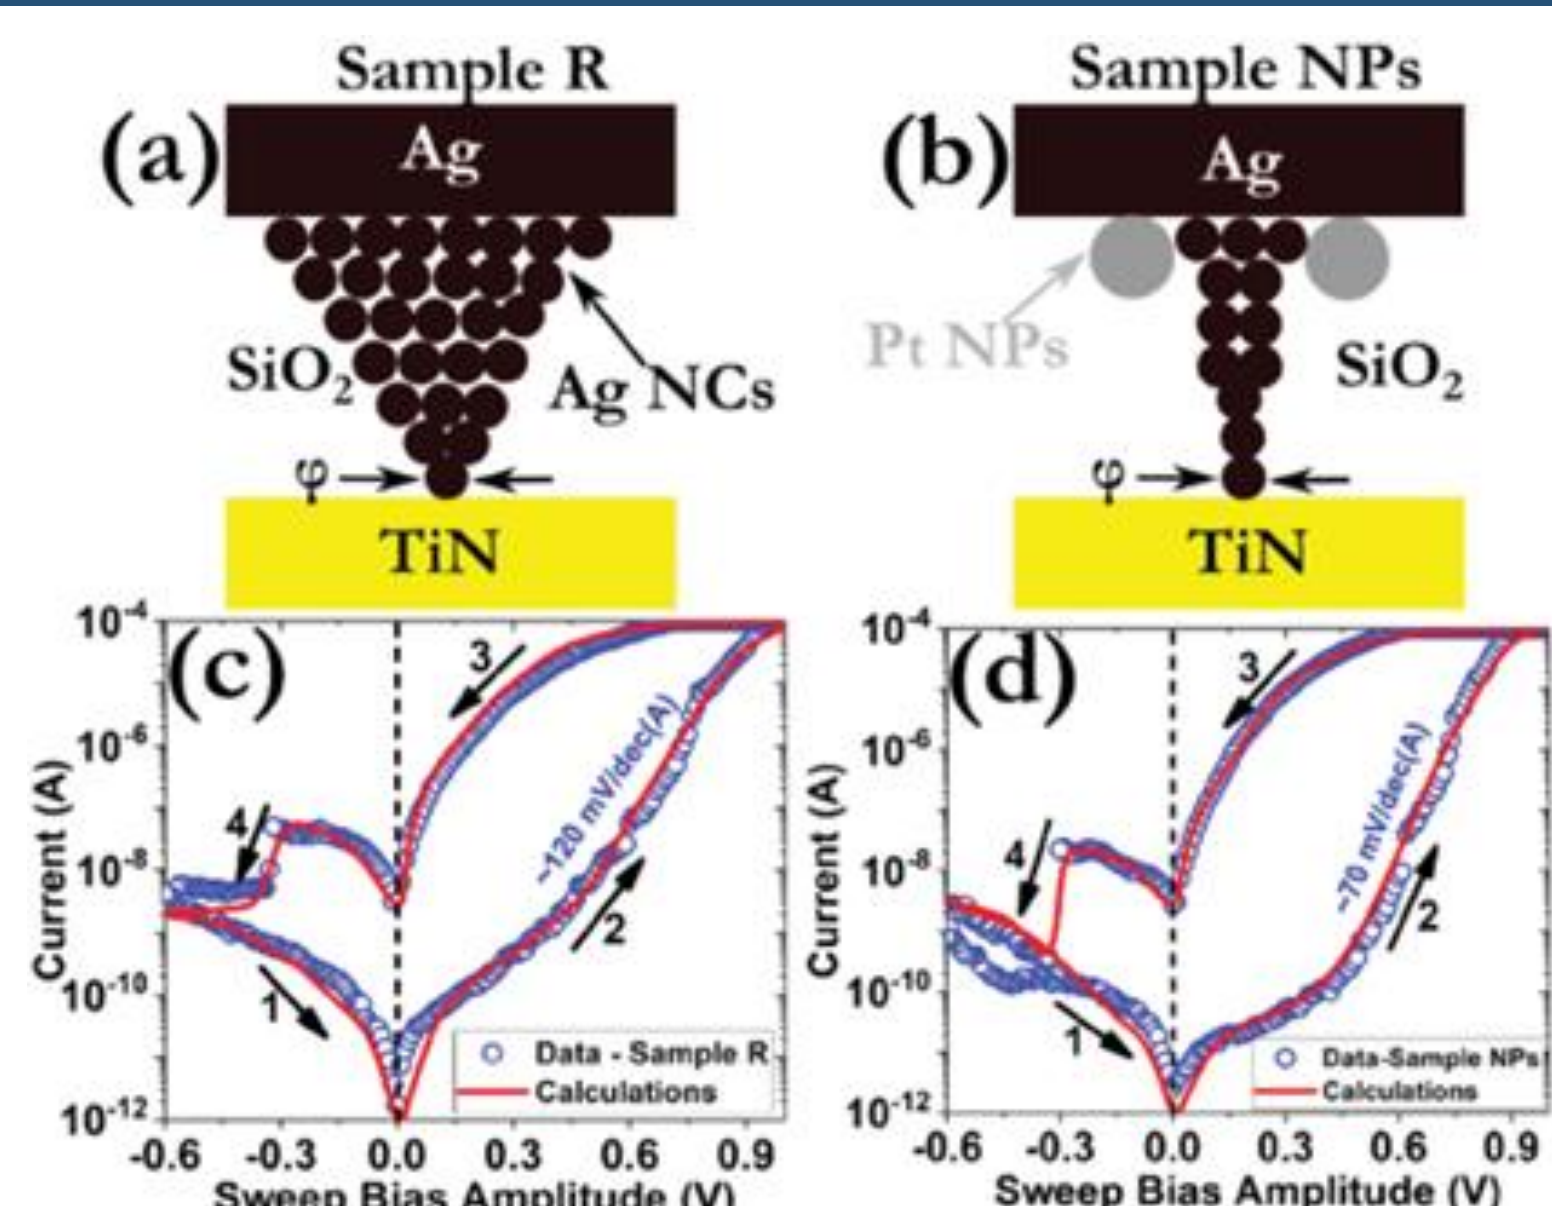 Sample R
(a)
Ag
SiO2
Ag NCs
φ
TiN
Sample NPs
(b)
Ag
Pt NPs
SiO2
φ
TiN
(c)
10-4
10-6
10-8
10-10
10-12
Current (A)
3
4
~120 mV/dec(A)
2
1
Data - Sample R
Calculations
-0.6 -0.3 0.0 0.3 0.6 0.9
Sweep Bias Amplitude (V)
(d)
10-4
10-6
10-8
10-10
10-12
Current (A)
3
4
~70 mV/dec(A)
2
1
Data-Sample NPs
Calculations
-0.6 -0.3 0.0 0.3 0.6 0.9
Sweep Bias Amplitude (V)